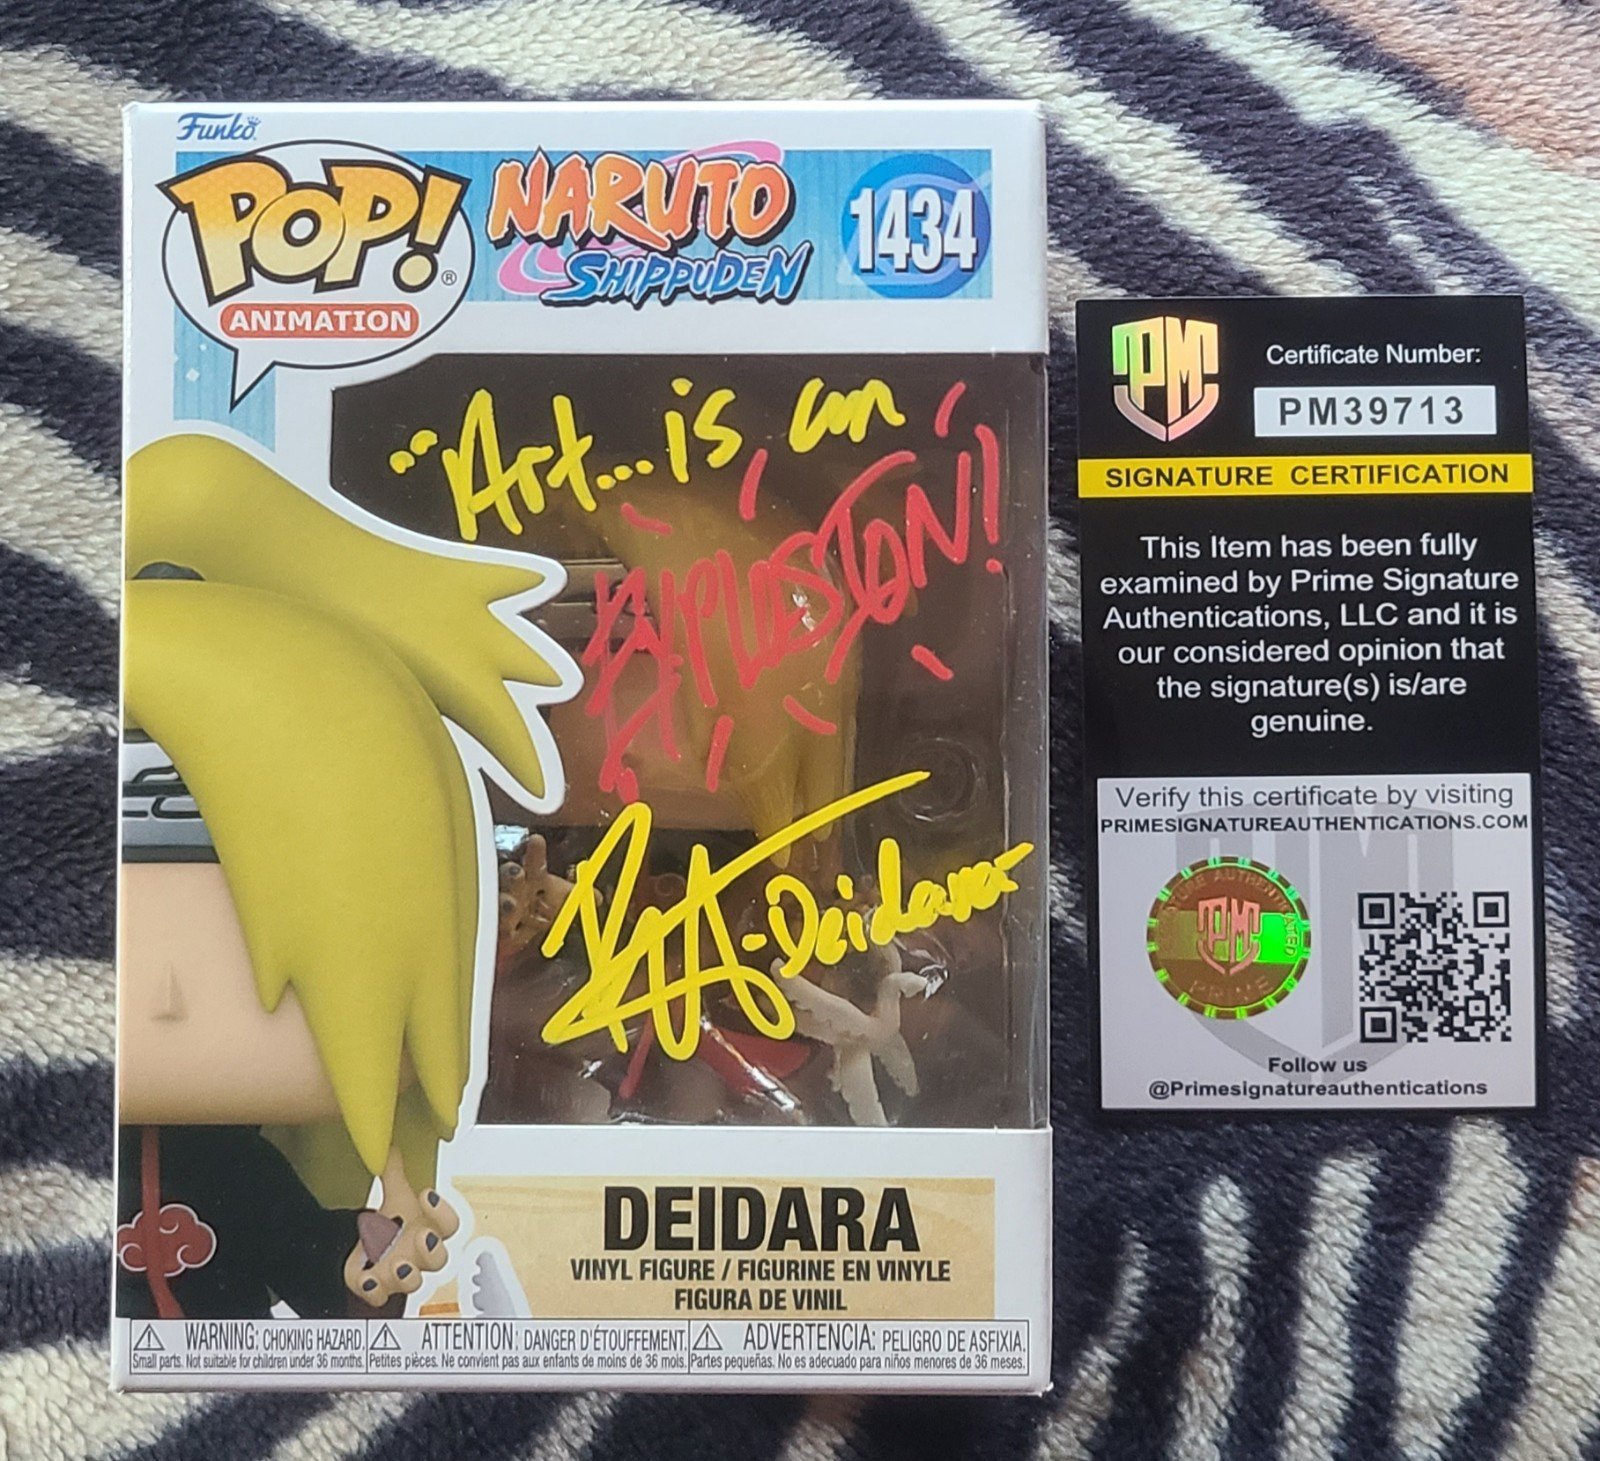 Funko
POP!®
ANIMATION
NARUTO
SHIPPUDEN
1434
"Art...is an
EXPLOSION!
-Deidara-
DEIDARA
VINYL FIGURE / FIGURINE EN VINYLE
FIGURA DE VINIL
WARNING: CHOKING HAZARD.
Small parts. Not suitable for children under 36 months.
ATTENTION: DANGER D'ÉTOUFFEMENT.
Petites pièces. Ne convient pas aux enfants de moins de 36 mois.
ADVERTENCIA: PELIGRO DE ASFIXIA.
Partes pequeñas. No es adecuado para niños menores de 36 meses.
PM
Certificate Number:
PM39713
SIGNATURE CERTIFICATION
This Item has been fully
examined by Prime Signature
Authentications, LLC and it is
our considered opinion that
the signature(s) is/are
genuine.
Verify this certificate by visiting
PRIMESIGNATUREAUTHENTICATIONS.COM
PM
PRIME
Follow us
@Primesignatureauthentications